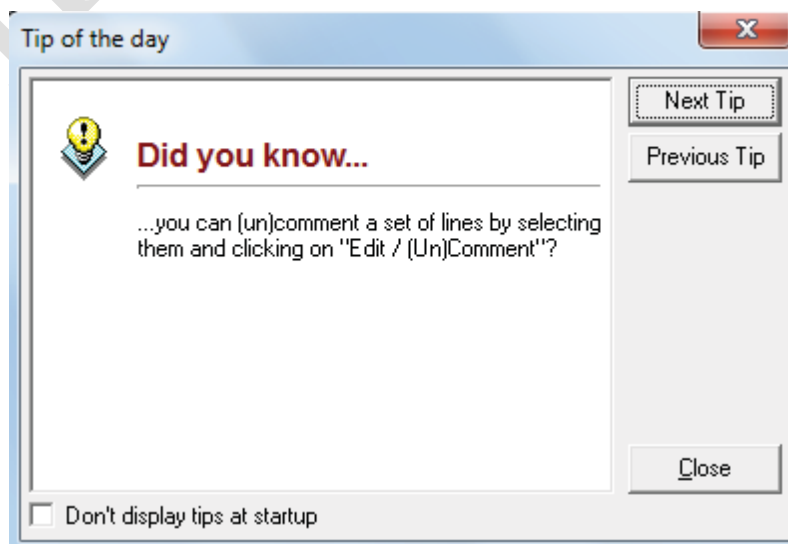 Tip of the day
Next Tip
Did you know...
Previous Tip
...you can (un)comment a set of lines by selecting
them and clicking on "Edit / (Un)Comment"?
Close
Don't display tips at startup